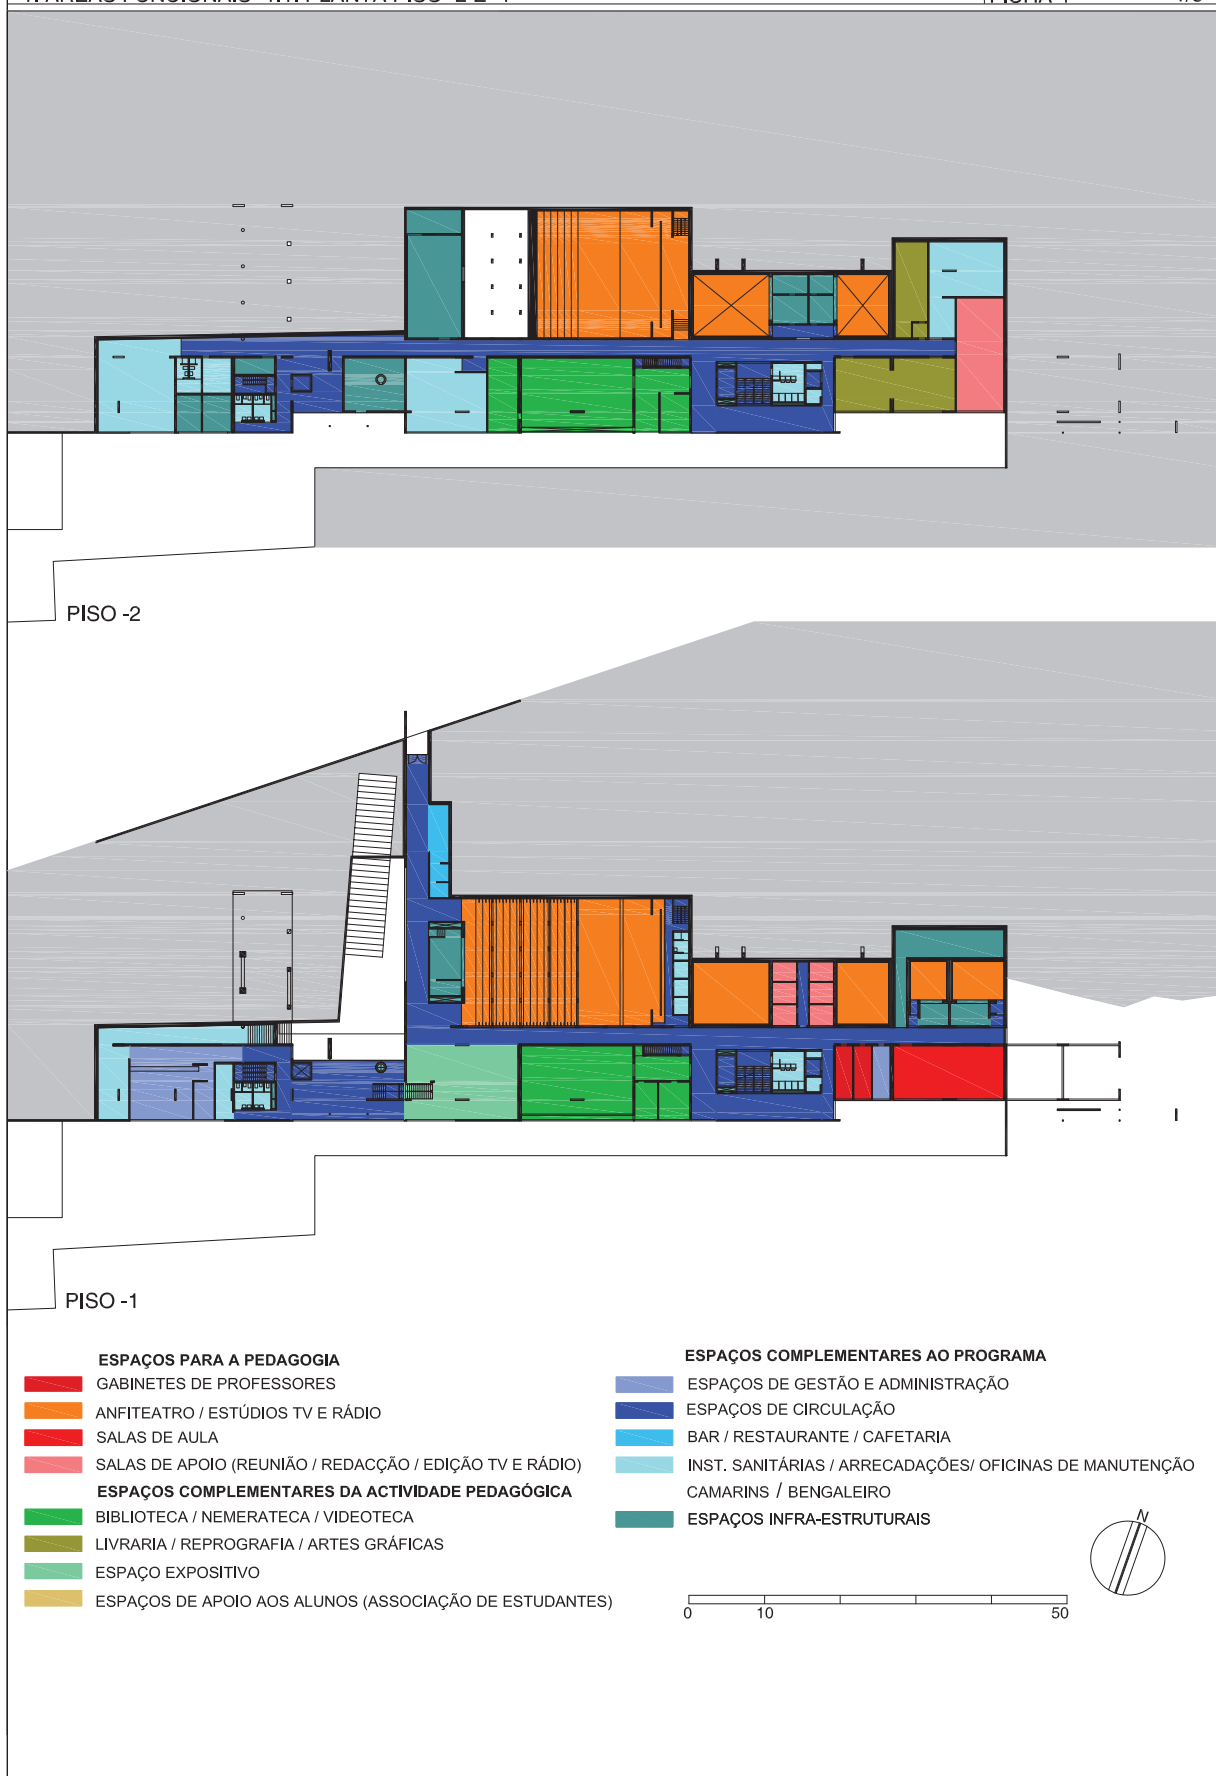 PISO -2
PISO -1
ESPAÇOS PARA A PEDAGOGIA
GABINETES DE PROFESSORES
ANFITEATRO / ESTÚDIOS TV E RÁDIO
SALAS DE AULA
SALAS DE APOIO (REUNIÃO / REDACÇÃO / EDIÇÃO TV E RÁDIO)
ESPAÇOS COMPLEMENTARES DA ACTIVIDADE PEDAGÓGICA
BIBLIOTECA / NEMERATECA / VIDEOTECA
LIVRARIA / REPROGRAFIA / ARTES GRÁFICAS
ESPAÇO EXPOSITIVO
ESPAÇOS DE APOIO AOS ALUNOS (ASSOCIAÇÃO DE ESTUDANTES)
ESPAÇOS COMPLEMENTARES AO PROGRAMA
ESPAÇOS DE GESTÃO E ADMINISTRAÇÃO
ESPAÇOS DE CIRCULAÇÃO
BAR / RESTAURANTE / CAFETARIA
INST. SANITÁRIAS / ARRECADAÇÕES/ OFICINAS DE MANUTENÇÃO
CAMARINS / BENGALEIRO
ESPAÇOS INFRA-ESTRUTURAIS
N
0 10 50